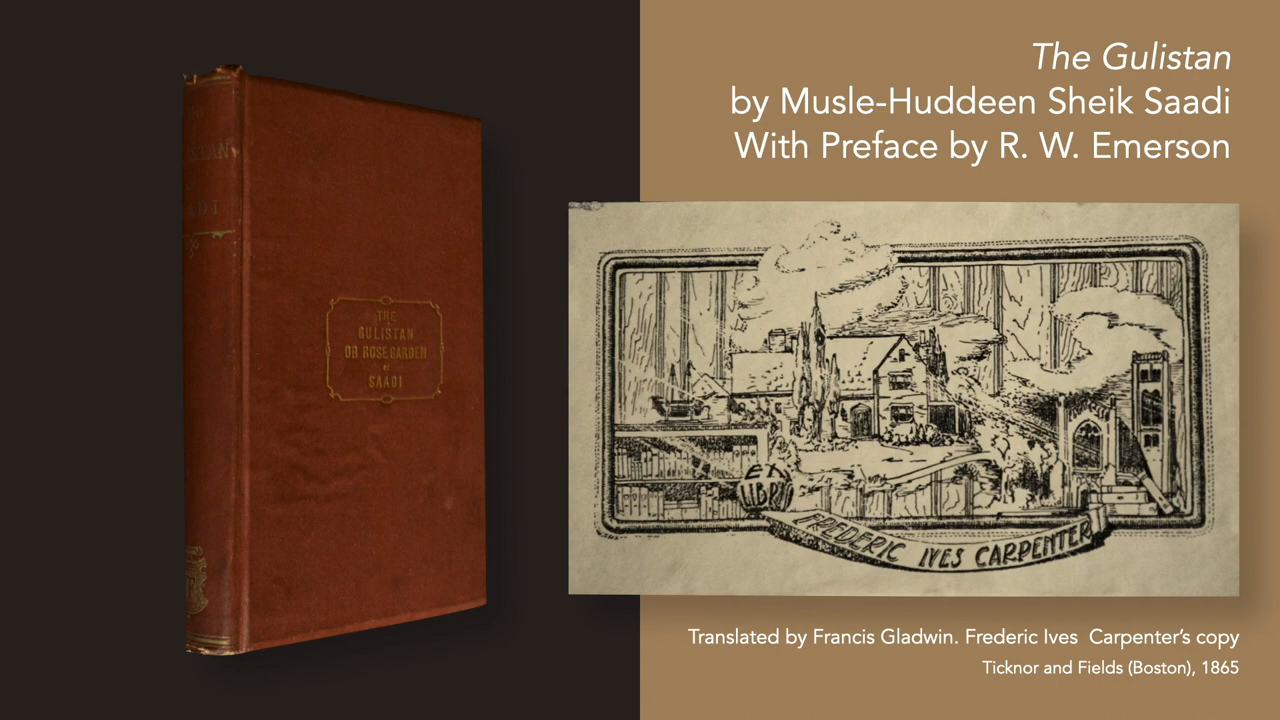 The Gulistan
by Musle-Huddeen Sheik Saadi
With Preface by R. W. Emerson
THE
GULISTAN
OR ROSE GARDEN
OF
SAADI
EX
LIBRIS
FREDERIC IVES CARPENTER
Translated by Francis Gladwin. Frederic Ives Carpenter's copy
Ticknor and Fields (Boston), 1865